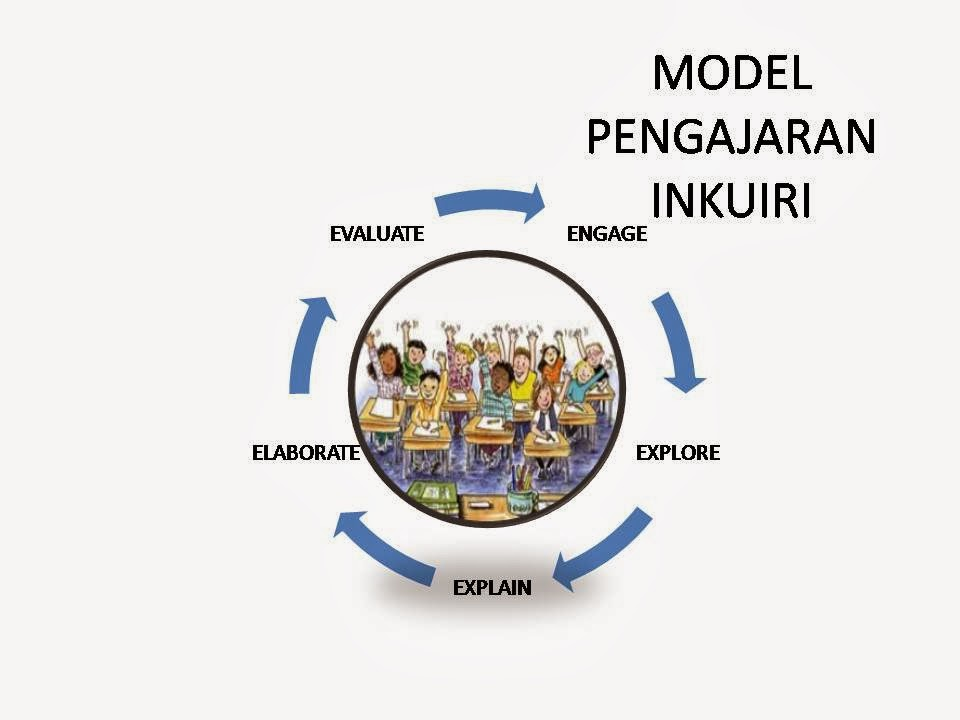 MODEL
PENGAJARAN
INKUIRI
EVALUATE
ENGAGE
ELABORATE
EXPLORE
EXPLAIN